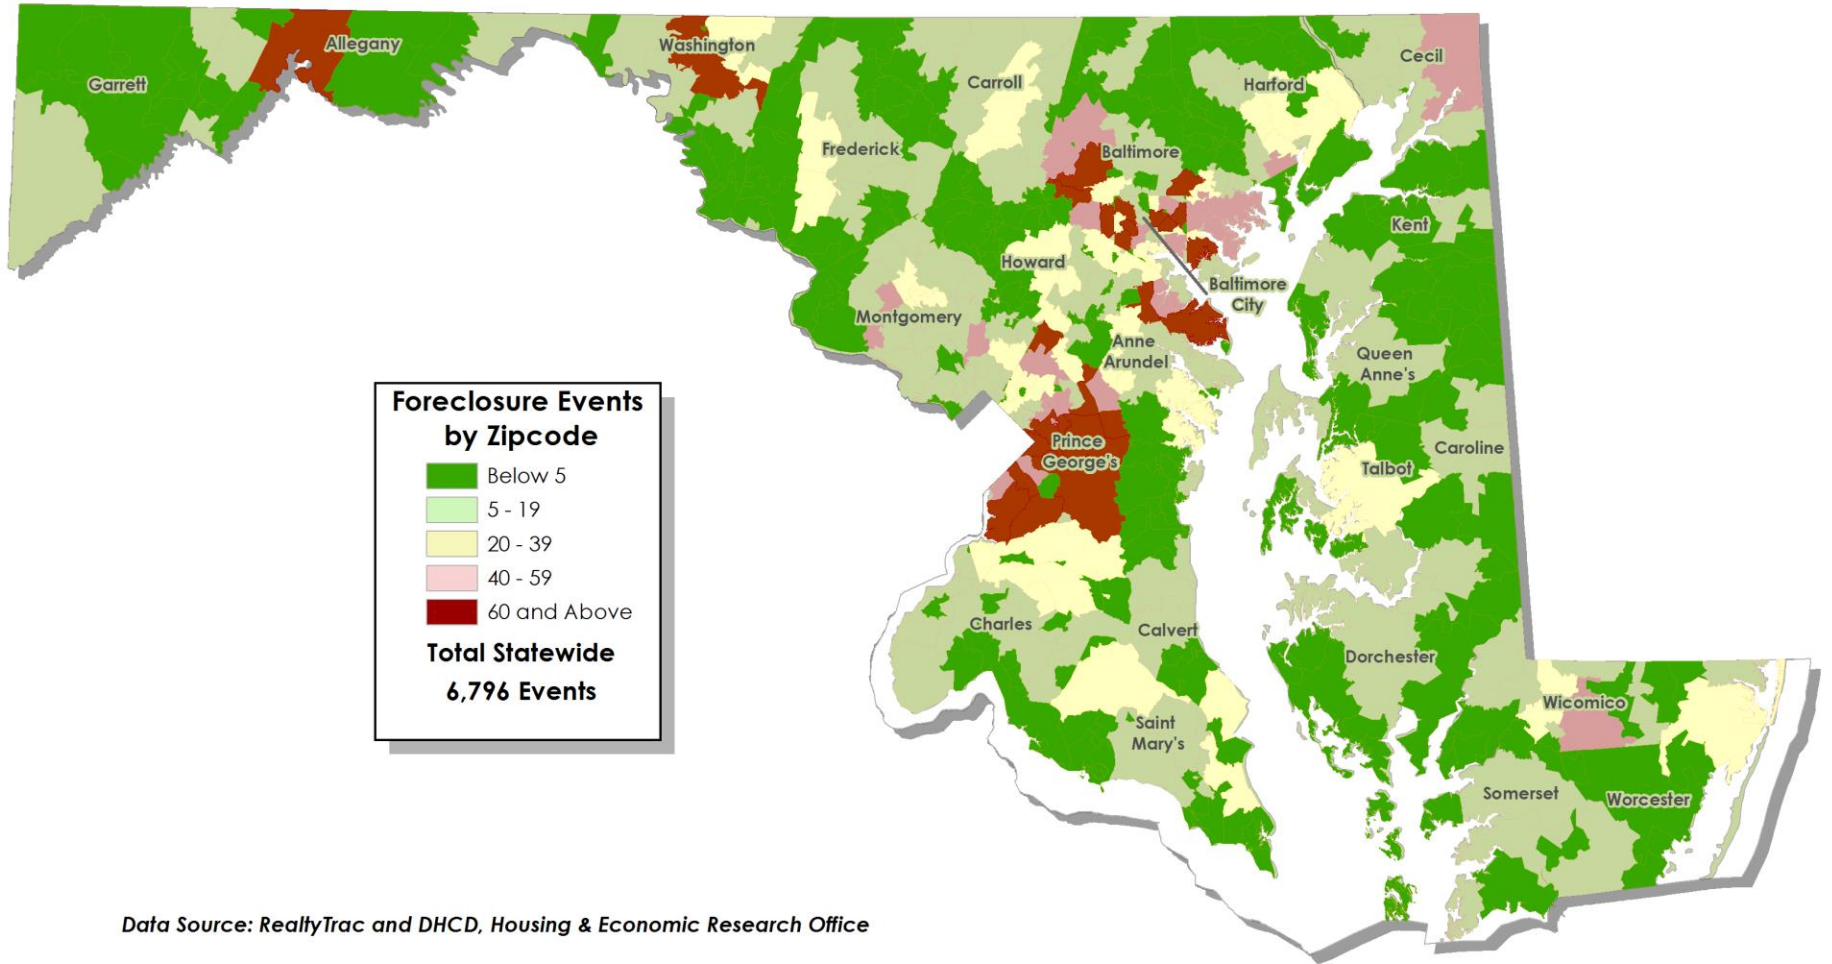 Allegany
Washington
Garrett
Carroll
Cecil
Harford
Frederick
Baltimore
Kent
Howard
Baltimore
City
Montgomery
Anne
Arundel
Queen
Anne's
Foreclosure Events
by Zipcode
Below 5
5 - 19
20 - 39
40 - 59
60 and Above
Total Statewide
6,796 Events
Prince
George's
Caroline
Talbot
Charles
Calvert
Dorchester
Wicomico
Saint
Mary's
Somerset
Worcester
Data Source: RealtyTrac and DHCD, Housing & Economic Research Office